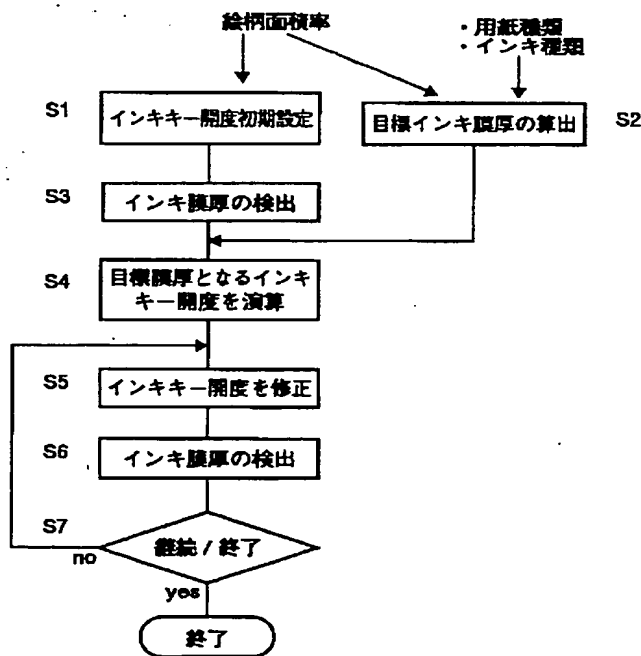 絵柄面積率
・用紙種類
・インキ種類
S1
インキキー開度初期設定
目標インキ膜厚の算出
S2
S3
インキ膜厚の検出
S4
目標膜厚となるインキ
キー開度を演算
S5
インキキー開度を修正
S6
インキ膜厚の検出
S7
継続 / 終了
no
yes
終了